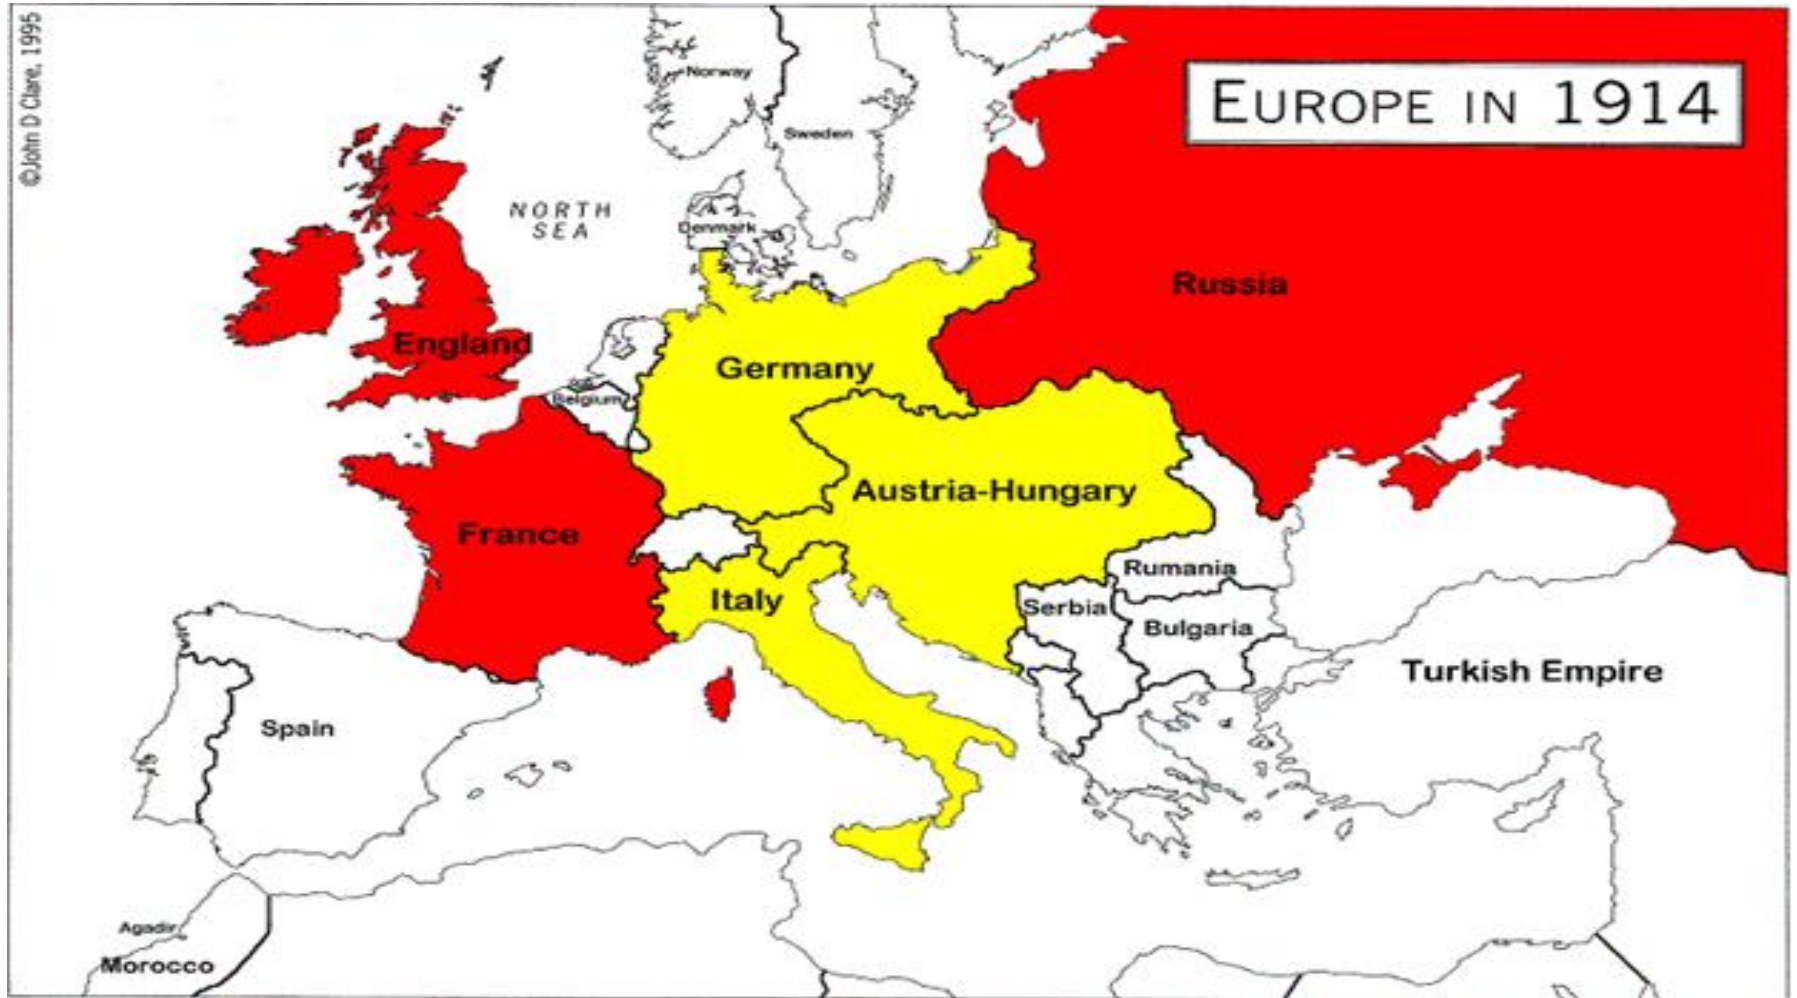 ©John D Clare, 1995
EUROPE IN 1914
Norway
Sweden
NORTH
SEA
Denmark
Russia
England
Germany
Belgium
Austria-Hungary
France
Rumania
Italy
Serbia
Bulgaria
Turkish Empire
Spain
Agadir
Morocco